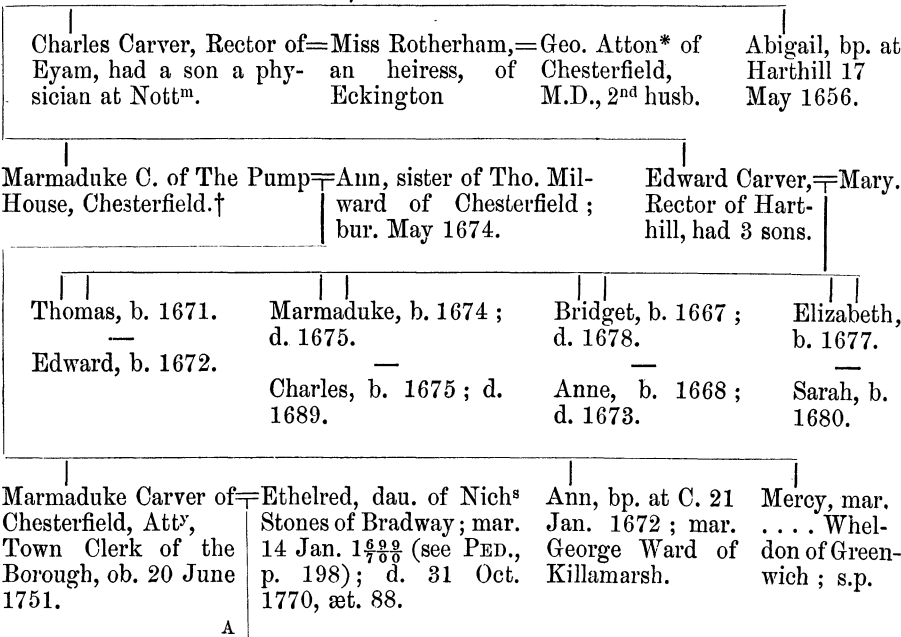 Charles Carver, Rector of=Miss Rotherham,=Geo. Atton* of Abigail, bp. at
Eyam, had a son a phy- an heiress, of Chesterfield, Harthill 17
sician at Nottᵐ. Eckington M.D., 2ⁿᵈ husb. May 1656.
Marmaduke C. of The Pump=Ann, sister of Tho. Mil- Edward Carver,=Mary.
House, Chesterfield.† ward of Chesterfield ; Rector of Hart-
bur. May 1674. hill, had 3 sons.
Thomas, b. 1671. Marmaduke, b. 1674 ; Bridget, b. 1667 ; Elizabeth,
d. 1675. d. 1678. b. 1677.
Edward, b. 1672.
Charles, b. 1675 ; d. Anne, b. 1668 ; Sarah, b.
1689. d. 1673. 1680.
Marmaduke Carver of=Ethelred, dau. of Nichˢ Ann, bp. at C. 21 Mercy, mar.
Chesterfield, Attʸ, Stones of Bradway ; mar. Jan. 1672 ; mar. . . . . Whel-
Town Clerk of the 14 Jan. 1699/700 (see PED., George Ward of don of Green-
Borough, ob. 20 June p. 198) ; d. 31 Oct. Killamarsh. wich ; s.p.
1751. 1770, æt. 88.
A